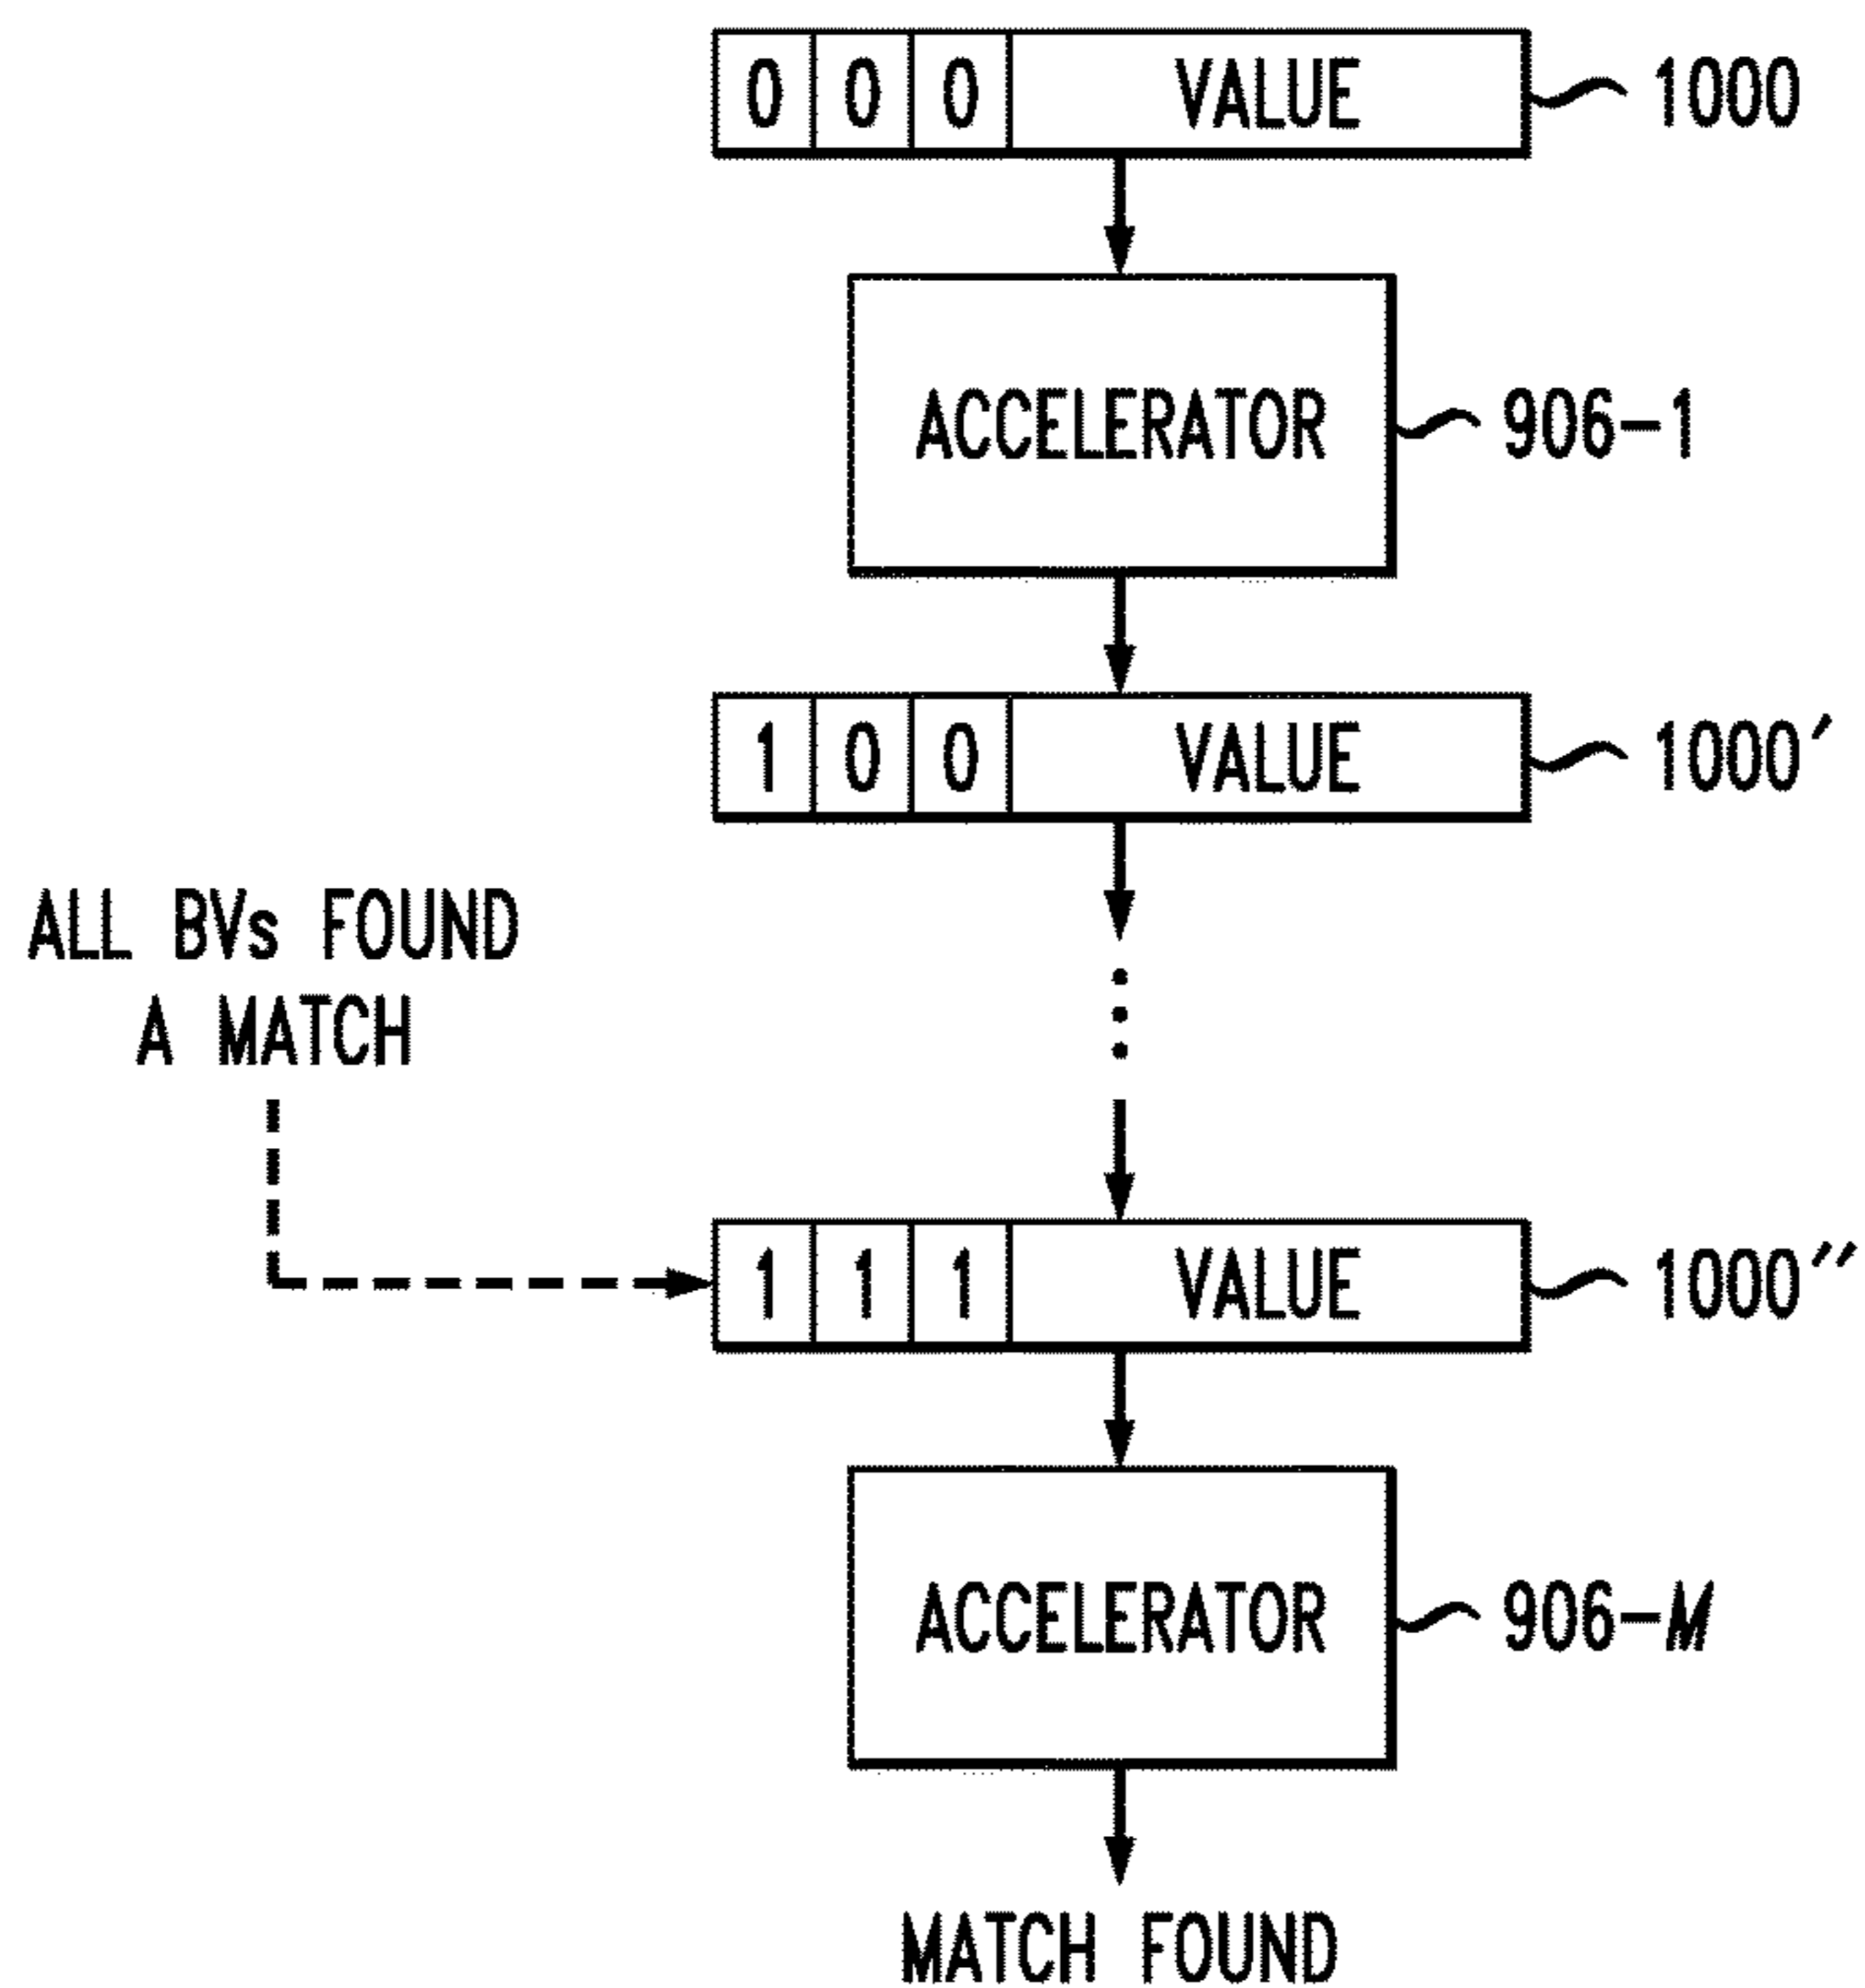 0 0 0 VALUE 1000
ACCELERATOR 906-1
1 0 0 VALUE 1000′
ALL BVs FOUND
A MATCH
1 1 1 VALUE 1000″
ACCELERATOR 906-M
MATCH FOUND